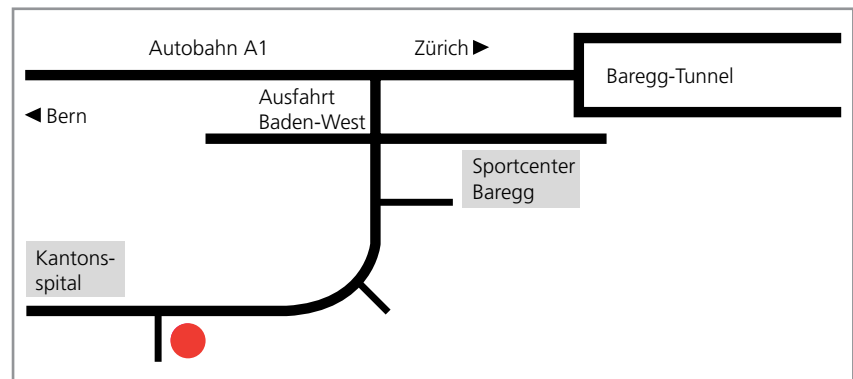 Autobahn A1
Zürich ▶
Baregg-Tunnel
◀ Bern
Ausfahrt
Baden-West
Sportcenter
Baregg
Kantons-
spital